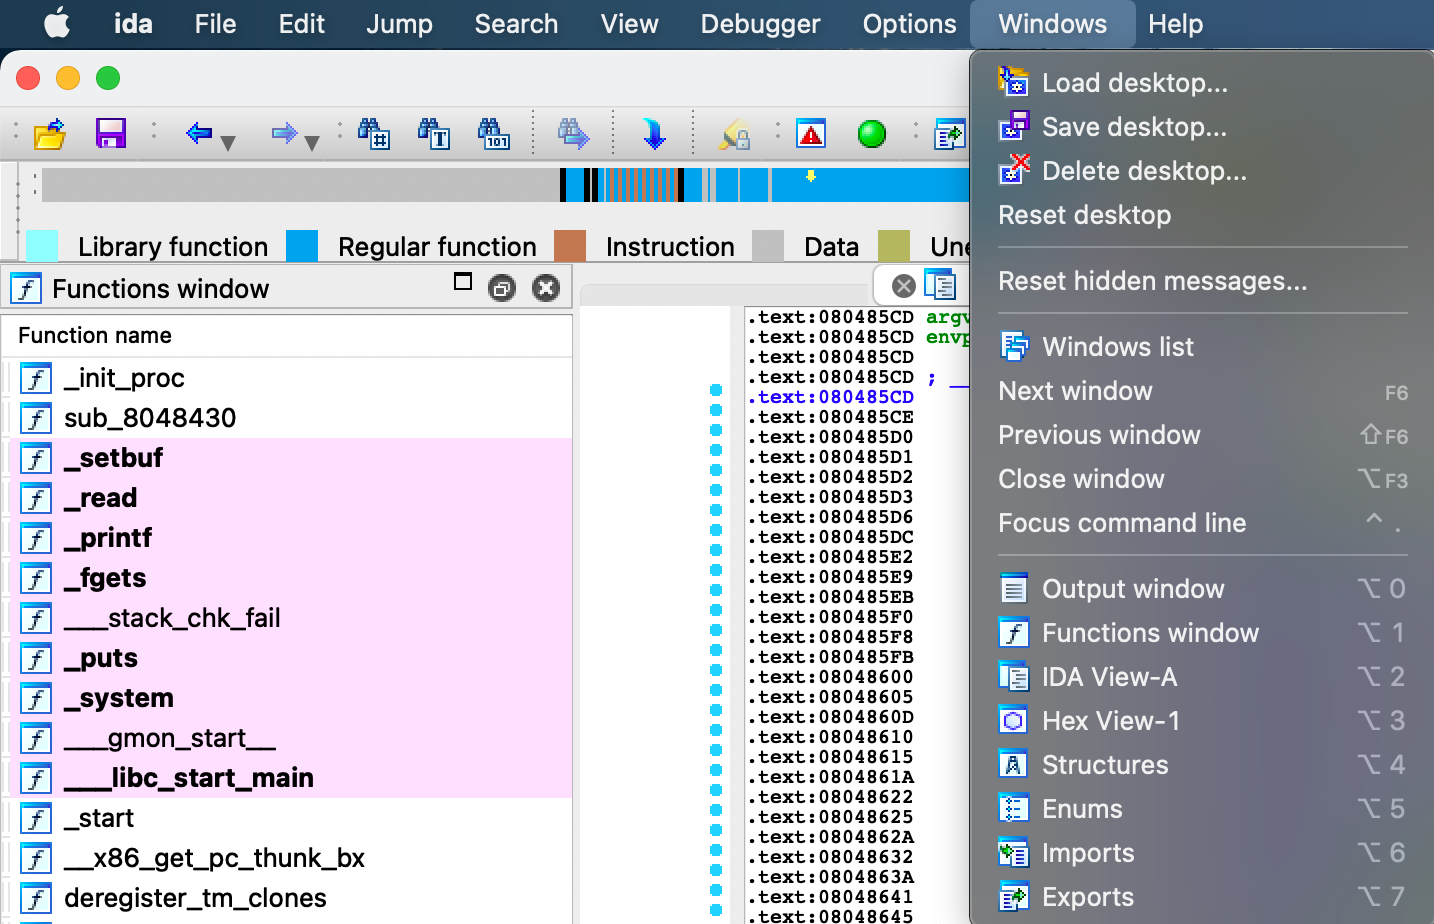 ida File Edit Jump Search View Debugger Options Windows Help
Library function Regular function Instruction Data
Functions window
Function name
_init_proc
sub_8048430
_setbuf
_read
_printf
_fgets
___stack_chk_fail
_puts
_system
___gmon_start__
___libc_start_main
_start
__x86_get_pc_thunk_bx
deregister_tm_clones
.text:080485CD argv
.text:080485CD envp
.text:080485CD
.text:080485CD ; __
.text:080485CD
.text:080485CE
.text:080485D0
.text:080485D1
.text:080485D2
.text:080485D3
.text:080485D6
.text:080485DC
.text:080485E2
.text:080485E9
.text:080485EB
.text:080485F0
.text:080485F8
.text:080485FB
.text:08048600
.text:08048605
.text:0804860D
.text:08048610
.text:08048615
.text:0804861A
.text:08048622
.text:08048625
.text:0804862A
.text:08048632
.text:0804863A
.text:08048641
.text:08048645
Load desktop...
Save desktop...
Delete desktop...
Reset desktop
Reset hidden messages...
Windows list
Next window F6
Previous window ⇧F6
Close window ⌥F3
Focus command line ^ .
Output window ⌥ 0
Functions window ⌥ 1
IDA View-A ⌥ 2
Hex View-1 ⌥ 3
Structures ⌥ 4
Enums ⌥ 5
Imports ⌥ 6
Exports ⌥ 7